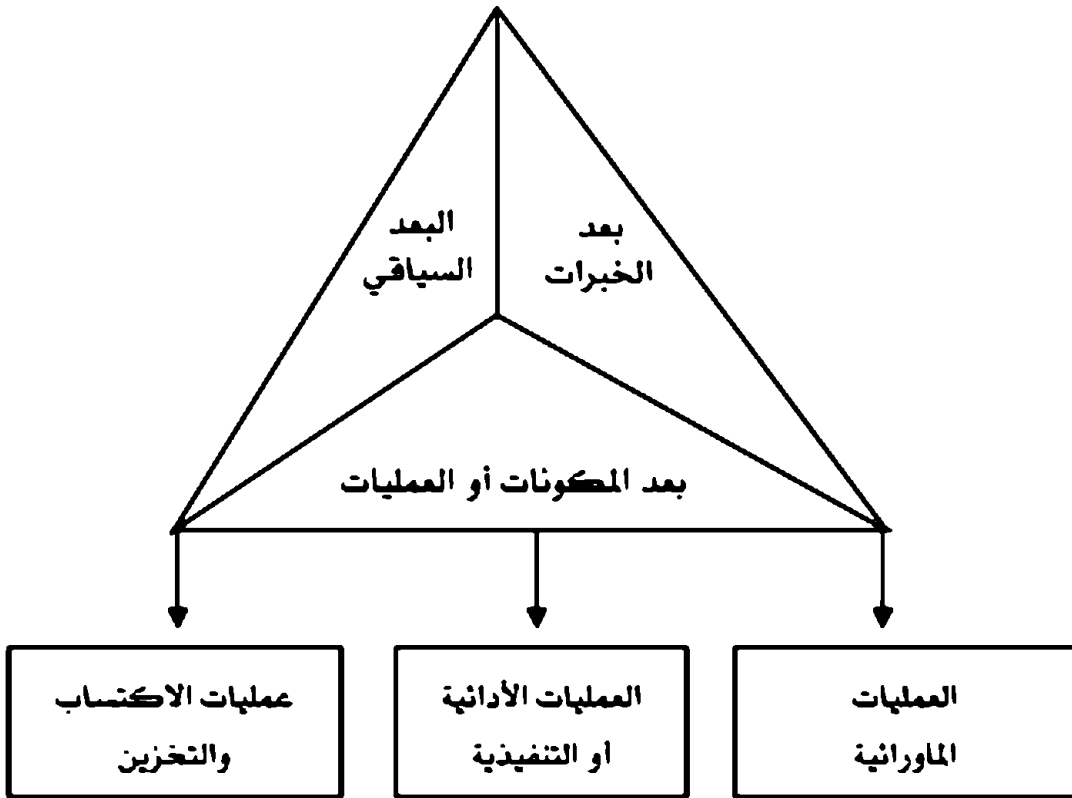 بعد
الخبرات
البعد
السياقي
بعد المكونات أو العمليات
العمليات
الماورائية
العمليات الأدائية
أو التنفيذية
عمليات الاكتساب
والتخزين